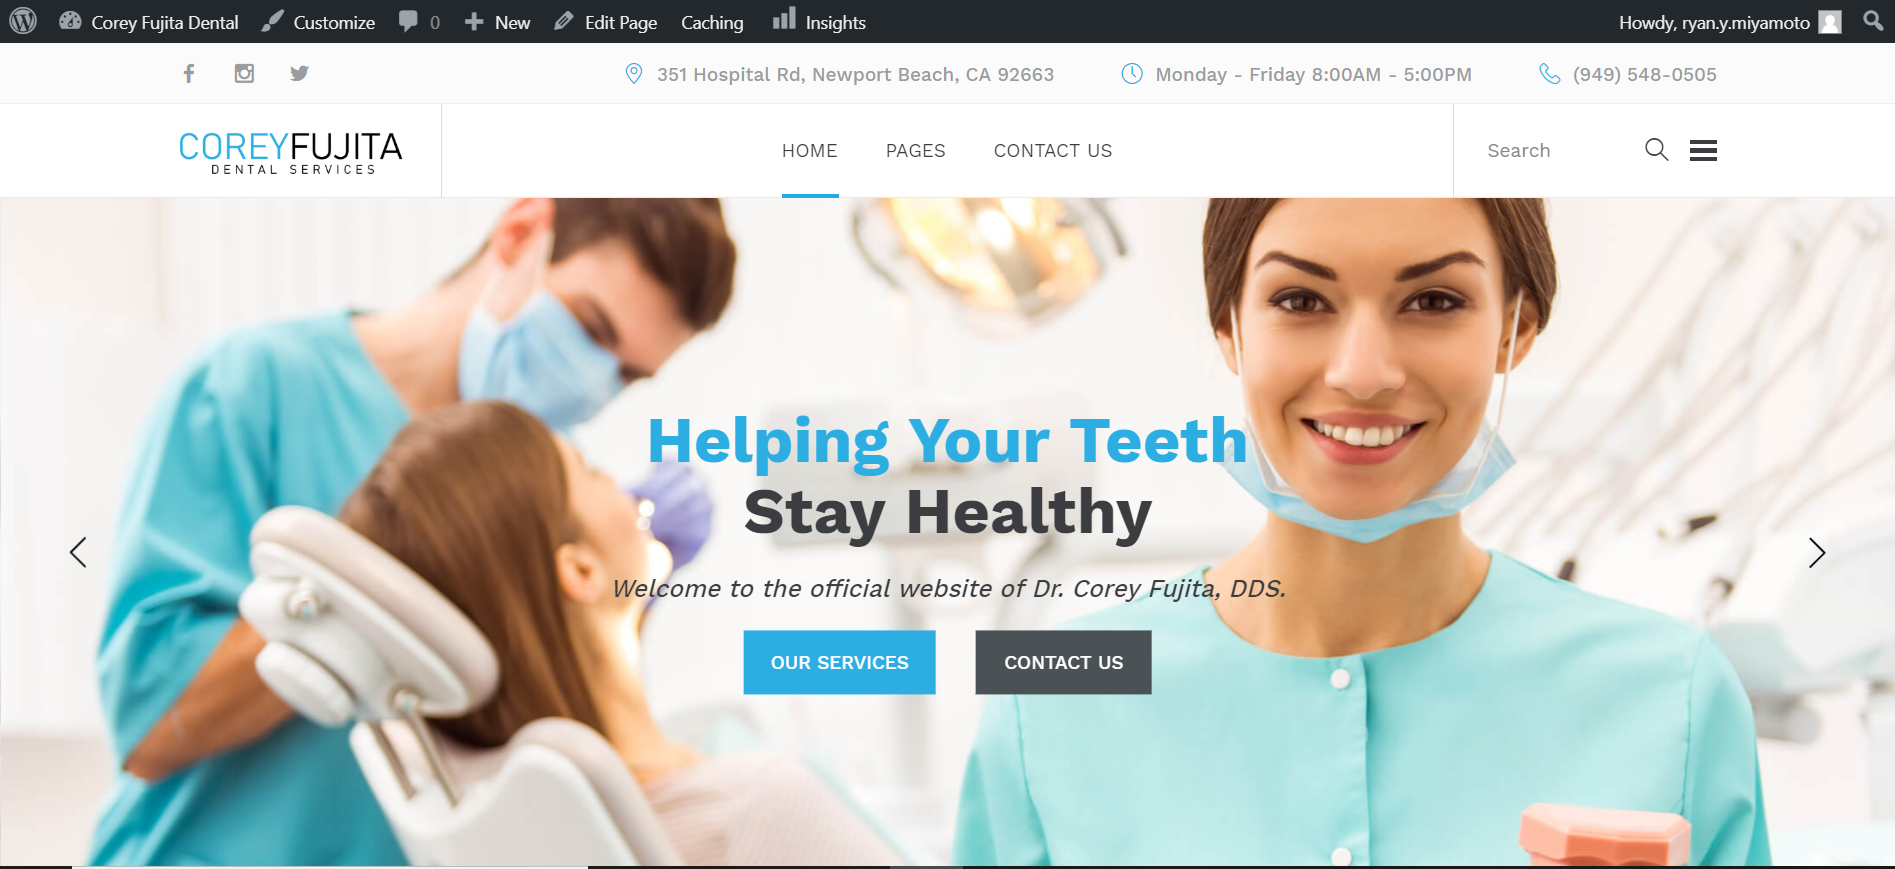 Corey Fujita Dental Customize 0 New Edit Page Caching Insights Howdy, ryan.y.miyamoto
351 Hospital Rd, Newport Beach, CA 92663 Monday - Friday 8:00AM - 5:00PM (949) 548-0505
COREYFUJITA
DENTAL SERVICES
HOME PAGES CONTACT US Search
Helping Your Teeth
Stay Healthy
Welcome to the official website of Dr. Corey Fujita, DDS.
OUR SERVICES CONTACT US